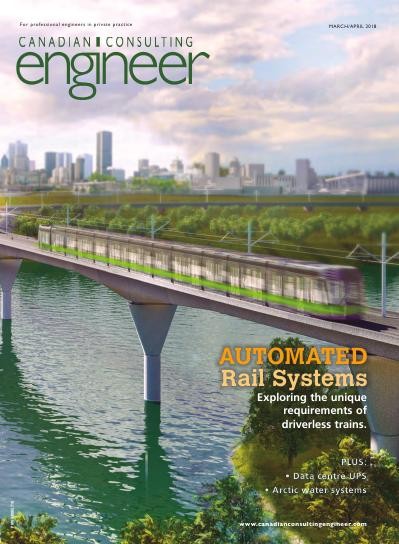 For professional engineers in private practice
MARCH/APRIL 2018
CANADIAN CONSULTING
engineer
AUTOMATED
Rail Systems
Exploring the unique
requirements of
driverless trains.
PLUS:
• Data centre UPS
• Arctic water systems
www.canadianconsultingengineer.com